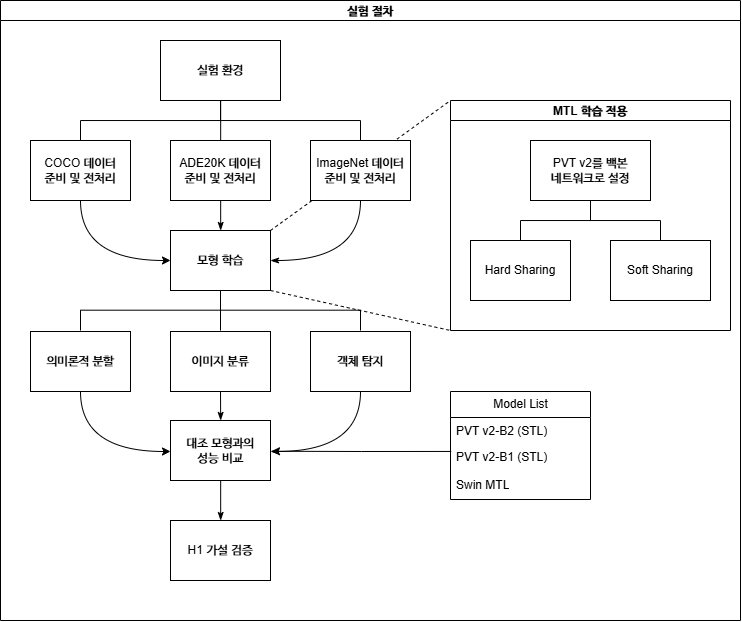 실험 절차
실험 환경
COCO 데이터
준비 및 전처리
ADE20K 데이터
준비 및 전처리
ImageNet 데이터
준비 및 전처리
모형 학습
MTL 학습 적용
PVT v2를 백본
네트워크로 설정
Hard Sharing
Soft Sharing
의미론적 분할
이미지 분류
객체 탐지
대조 모형과의
성능 비교
Model List
PVT v2-B2 (STL)
PVT v2-B1 (STL)
Swin MTL
H1 가설 검증